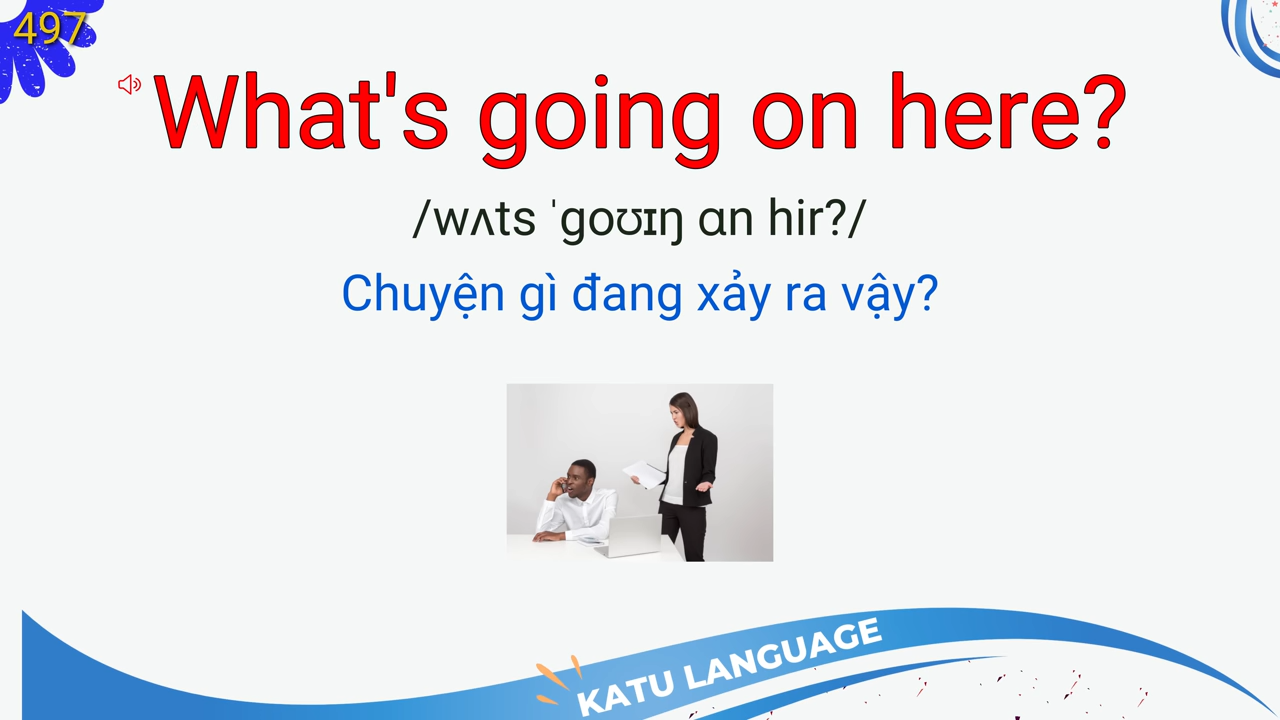 497
What's going on here?
/wʌts ˈgoʊɪŋ ɑn hir?/
Chuyện gì đang xảy ra vậy?
KATU LANGUAGE